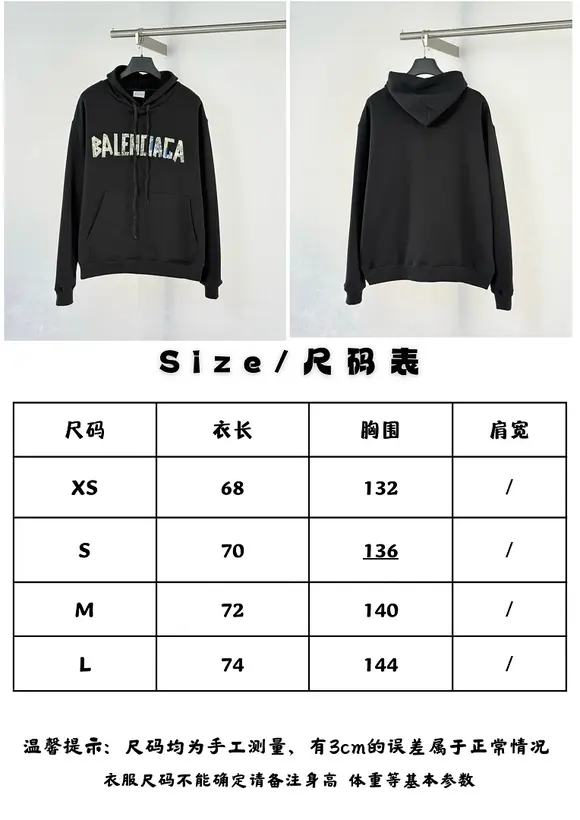 BALENCIAGA
Size/尺码表
尺码 衣长 胸围 肩宽
XS 68 132 /
S 70 136 /
M 72 140 /
L 74 144 /
温馨提示：尺码均为手工测量、有3cm的误差属于正常情况
衣服尺码不能确定请备注身高 体重等基本参数